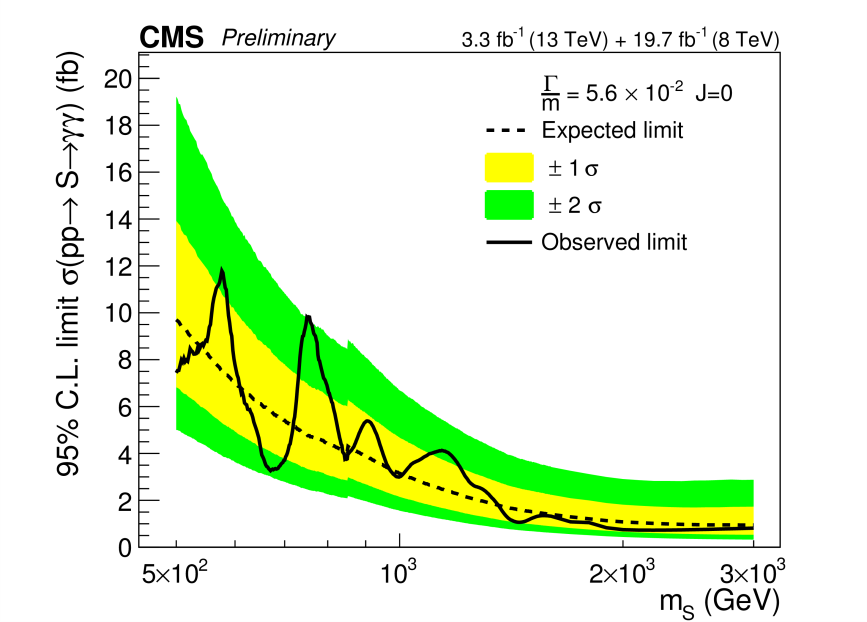 CMS Preliminary 3.3 fb⁻¹ (13 TeV) + 19.7 fb⁻¹ (8 TeV)
95% C.L. limit σ(pp→ S→γγ) (fb)
20
18
16
14
12
10
8
6
4
2
0
Γ/m = 5.6 × 10⁻² J=0
Expected limit
± 1 σ
± 2 σ
Observed limit
5×10² 10³ 2×10³ 3×10³
m_S (GeV)